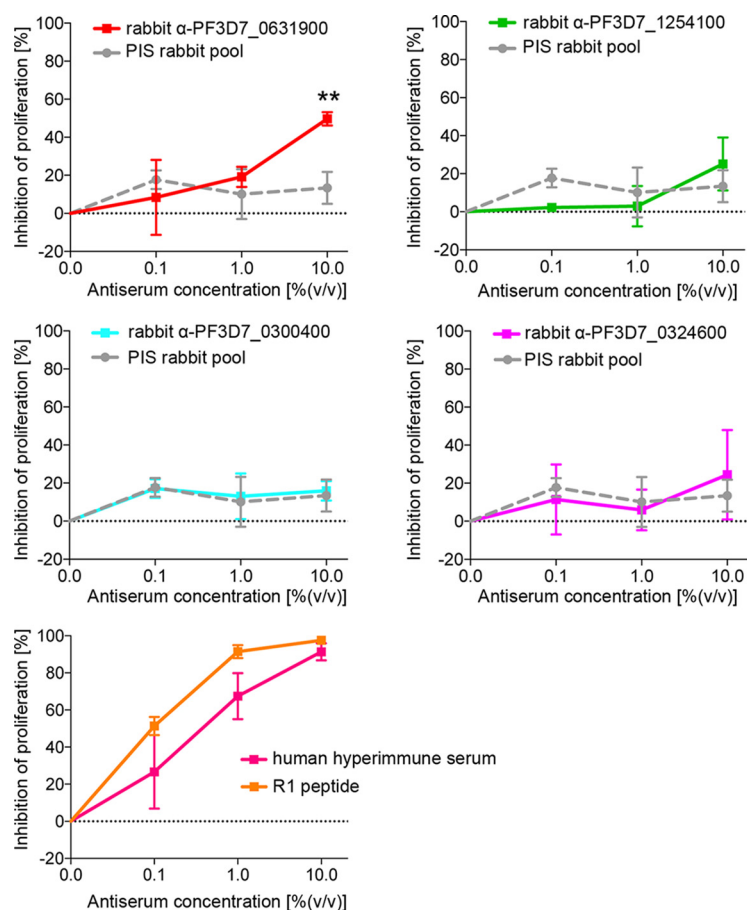 rabbit α-PF3D7_0631900
PIS rabbit pool
**
Inhibition of proliferation [%]
100
80
60
40
20
0
-20
0.0 0.1 1.0 10.0
Antiserum concentration [%(v/v)]
rabbit α-PF3D7_1254100
PIS rabbit pool
Inhibition of proliferation [%]
100
80
60
40
20
0
-20
0.0 0.1 1.0 10.0
Antiserum concentration [%(v/v)]
rabbit α-PF3D7_0300400
PIS rabbit pool
Inhibition of proliferation [%]
100
80
60
40
20
0
-20
0.0 0.1 1.0 10.0
Antiserum concentration [%(v/v)]
rabbit α-PF3D7_0324600
PIS rabbit pool
Inhibition of proliferation [%]
100
80
60
40
20
0
-20
0.0 0.1 1.0 10.0
Antiserum concentration [%(v/v)]
Inhibition of proliferation [%]
100
80
60
40
20
0
-20
human hyperimmune serum
R1 peptide
0.0 0.1 1.0 10.0
Antiserum concentration [%(v/v)]